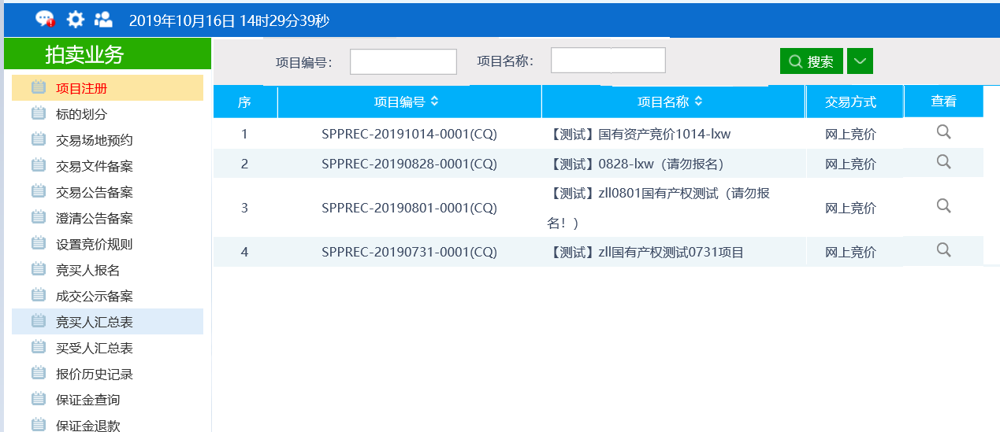 2019年10月16日 14时29分39秒
拍卖业务
项目注册
标的划分
交易场地预约
交易文件备案
交易公告备案
澄清公告备案
设置竞价规则
竞买人报名
成交公示备案
竞买人汇总表
买受人汇总表
报价历史记录
保证金查询
保证金退款
项目编号： 项目名称： 搜索
序 项目编号 项目名称 交易方式 查看
1 SPPREC-20191014-0001(CQ) 【测试】国有资产竞价1014-lxw 网上竞价
2 SPPREC-20190828-0001(CQ) 【测试】0828-lxw（请勿报名） 网上竞价
3 SPPREC-20190801-0001(CQ) 【测试】zll0801国有产权测试（请勿报 网上竞价
名！）
4 SPPREC-20190731-0001(CQ) 【测试】zll国有产权测试0731项目 网上竞价